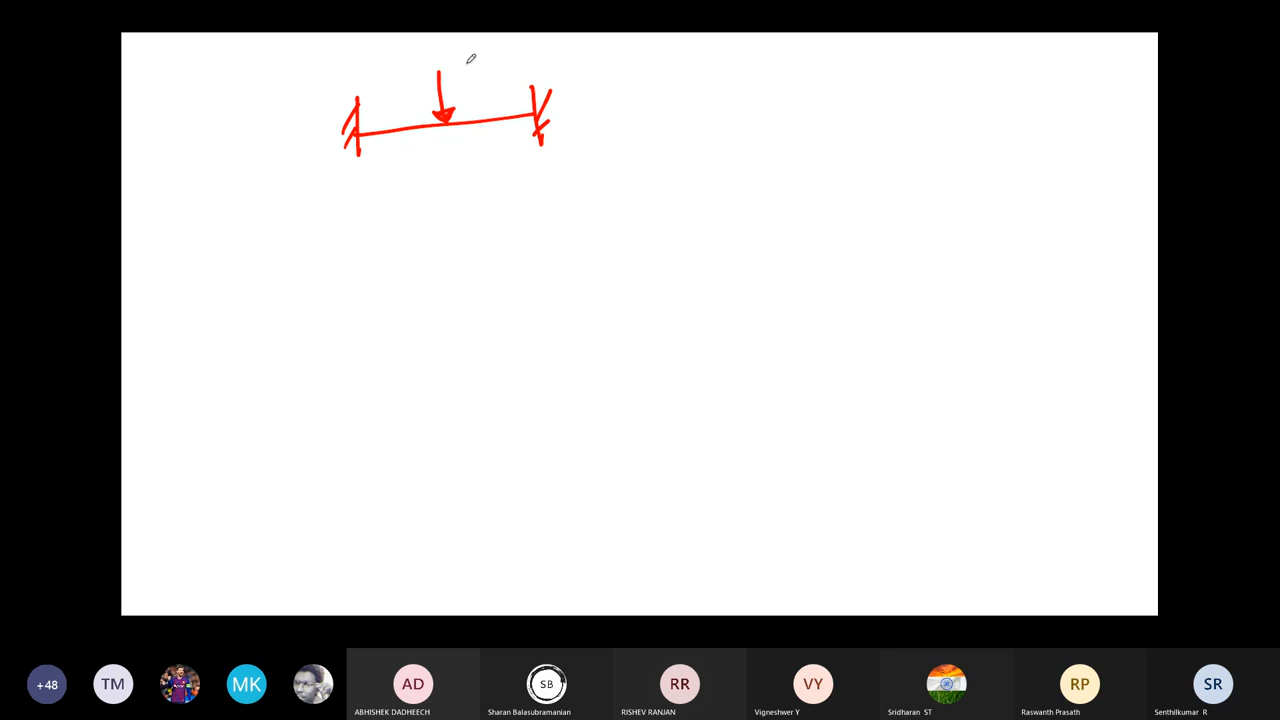 +48
TM
MK
AD
SB
RR
VY
RP
SR
ABHISHEK DADHEECH
Sharan Balasubramanian
RISHEV RANJAN
Vigneshwer Y
Sridharan ST
Raswanth Prasath
Senthilkumar R